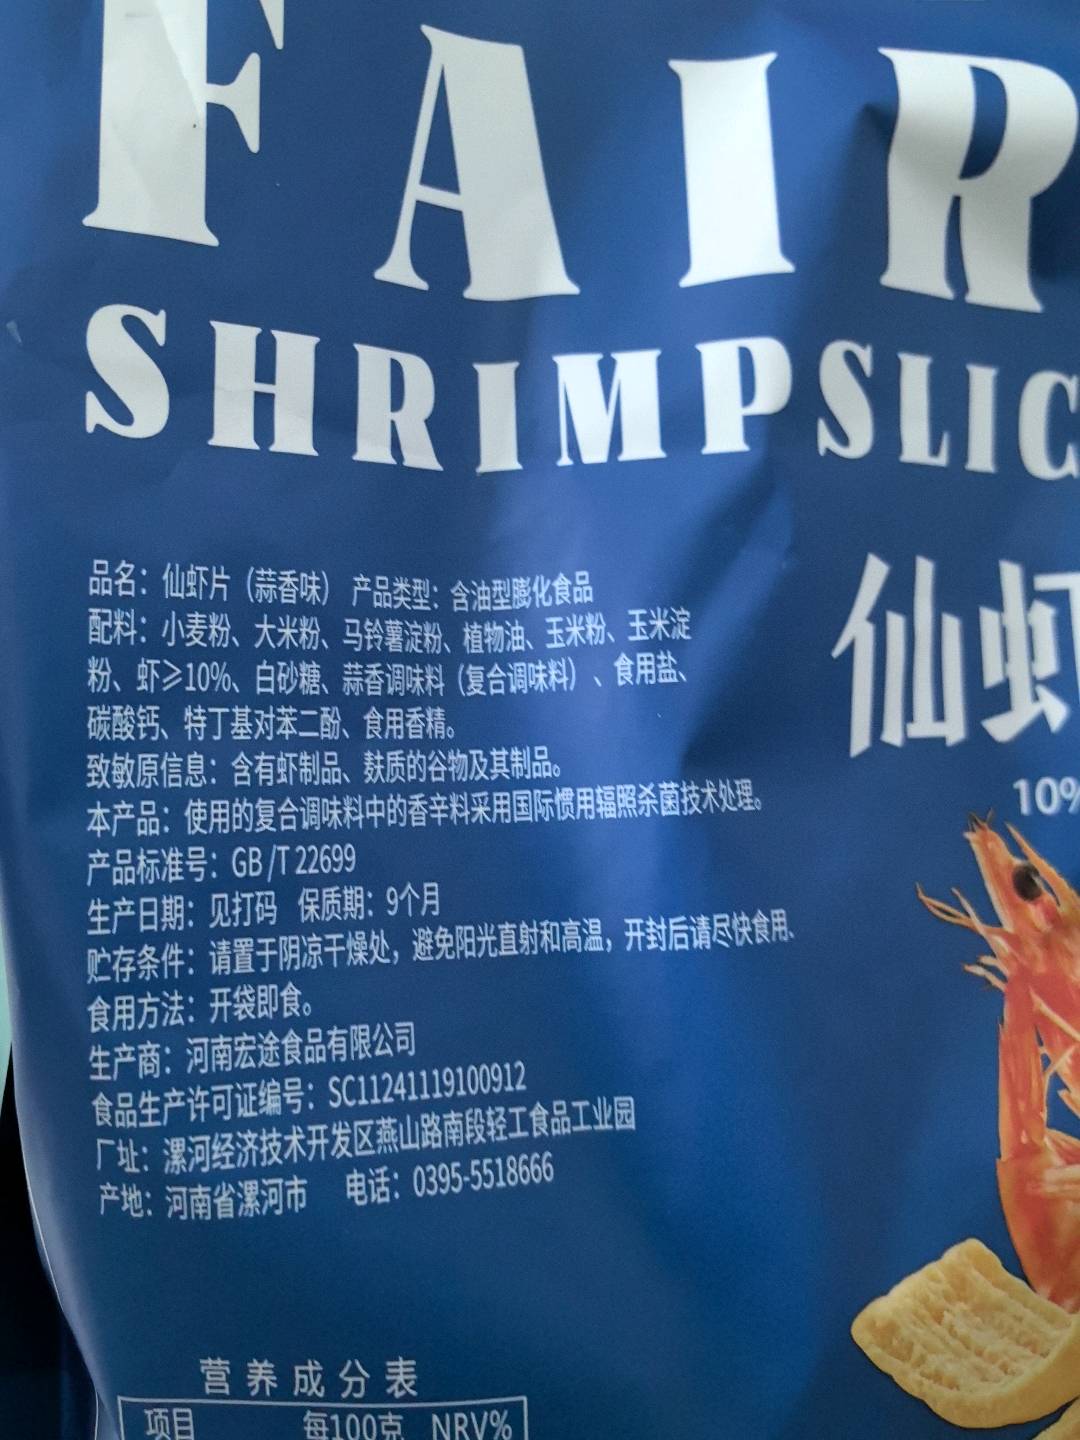 FAIR
SHRIMPSLIC
仙虾
10%
品名：仙虾片（蒜香味） 产品类型：含油型膨化食品
配料：小麦粉、大米粉、马铃薯淀粉、植物油、玉米粉、玉米淀
粉、虾≥10%、白砂糖、蒜香调味料（复合调味料）、食用盐、
碳酸钙、特丁基对苯二酚、食用香精。
致敏原信息：含有虾制品、麸质的谷物及其制品。
本产品：使用的复合调味料中的香辛料采用国际惯用辐照杀菌技术处理。
产品标准号：GB/T 22699
生产日期：见打码 保质期：9个月
贮存条件：请置于阴凉干燥处，避免阳光直射和高温，开封后请尽快食用、
食用方法：开袋即食。
生产商：河南宏途食品有限公司
食品生产许可证编号：SC11241119100912
厂址：漯河经济技术开发区燕山路南段轻工食品工业园
产地：河南省漯河市 电话：0395-5518666
营养成分表
项目 每100克 NRV%